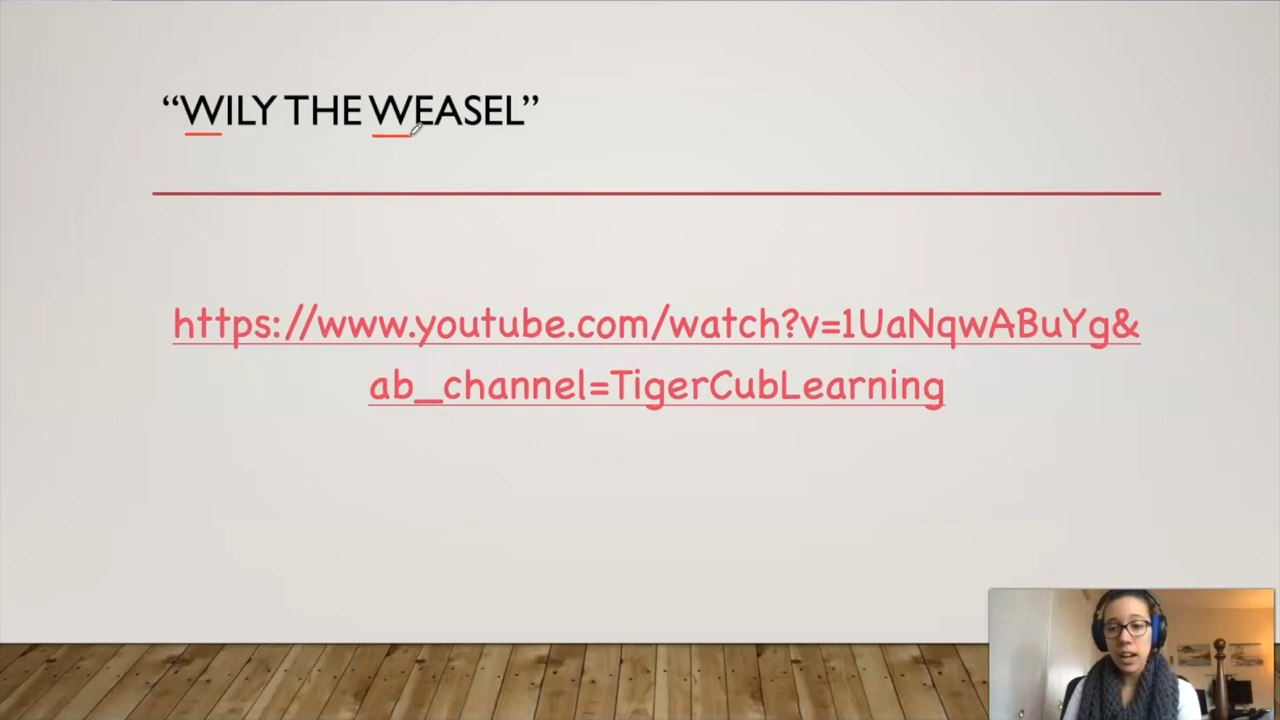 “WILY THE WEASEL”
https://www.youtube.com/watch?v=1UaNqwABuYg&
ab_channel=TigerCubLearning